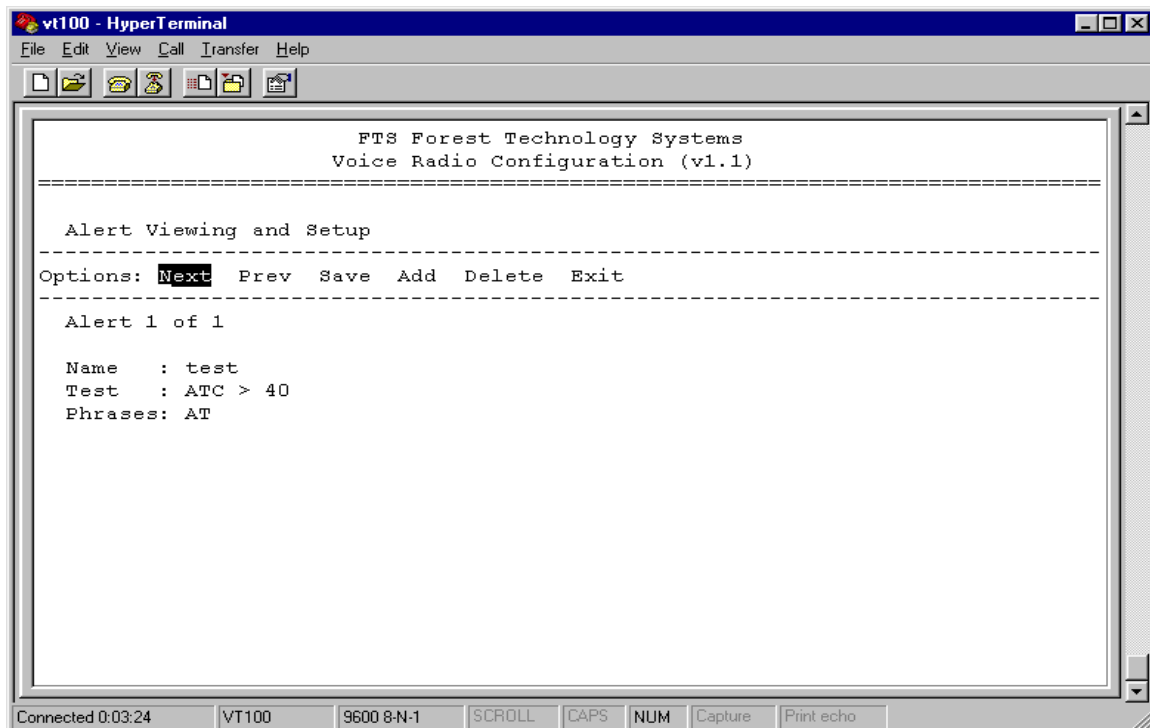 vt100 - HyperTerminal
File Edit View Call Transfer Help
FTS Forest Technology Systems
Voice Radio Configuration (v1.1)
================================================================================
Alert Viewing and Setup
--------------------------------------------------------------------------------
Options: Next Prev Save Add Delete Exit
--------------------------------------------------------------------------------
Alert 1 of 1
Name : test
Test : ATC > 40
Phrases: AT
Connected 0:03:24 VT100 9600 8-N-1 SCROLL CAPS NUM Capture Print echo